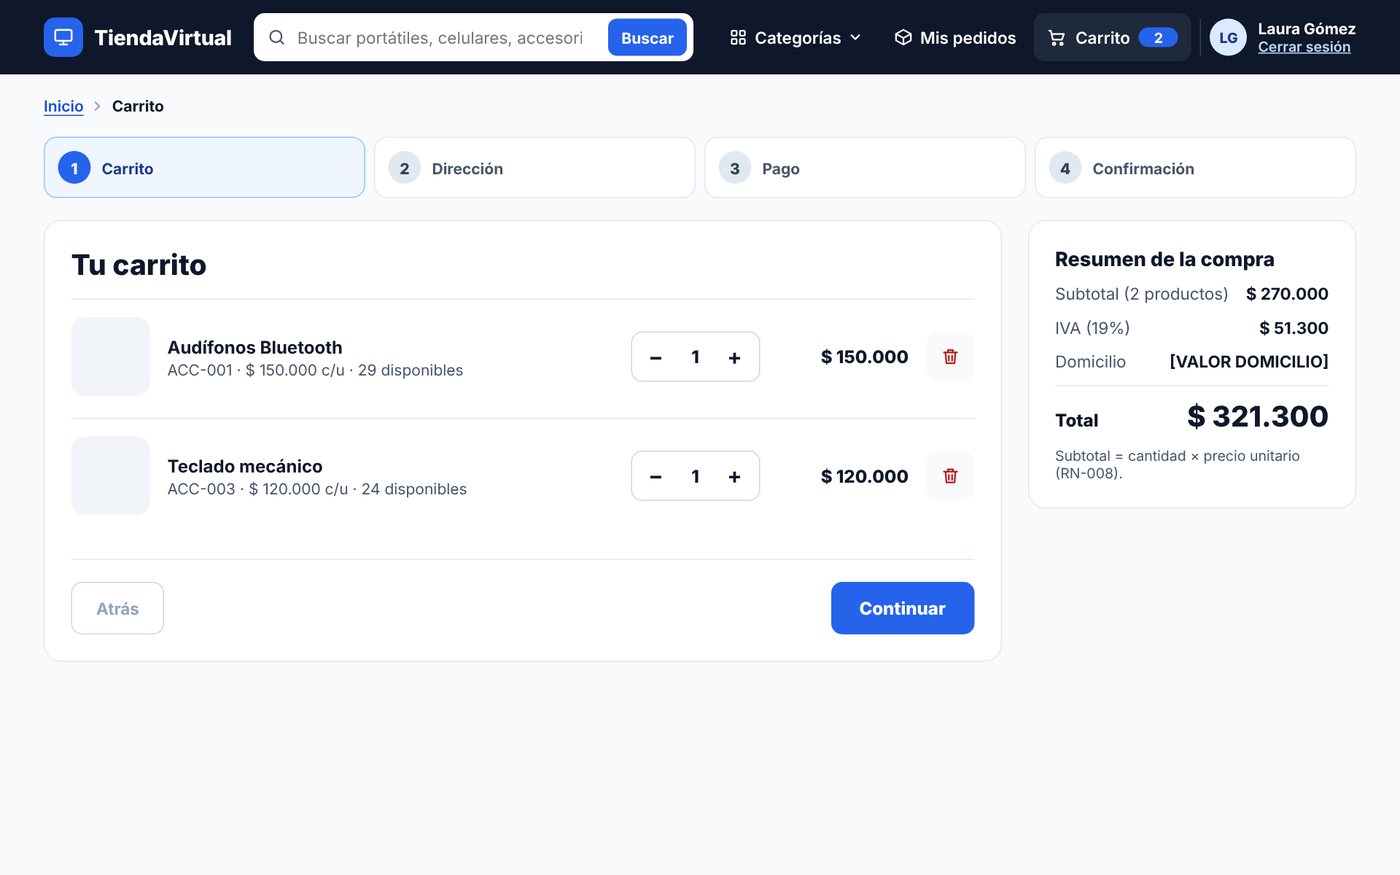 TiendaVirtual
Buscar portátiles, celulares, accesori
Buscar
Categorías
Mis pedidos
Carrito 2
LG
Laura Gómez
Cerrar sesión
Inicio > Carrito
1 Carrito
2 Dirección
3 Pago
4 Confirmación
Tu carrito
Audífonos Bluetooth
ACC-001 · $ 150.000 c/u · 29 disponibles
− 1 +
$ 150.000
Teclado mecánico
ACC-003 · $ 120.000 c/u · 24 disponibles
− 1 +
$ 120.000
Atrás
Continuar
Resumen de la compra
Subtotal (2 productos) $ 270.000
IVA (19%) $ 51.300
Domicilio [VALOR DOMICILIO]
Total $ 321.300
Subtotal = cantidad × precio unitario
(RN-008).